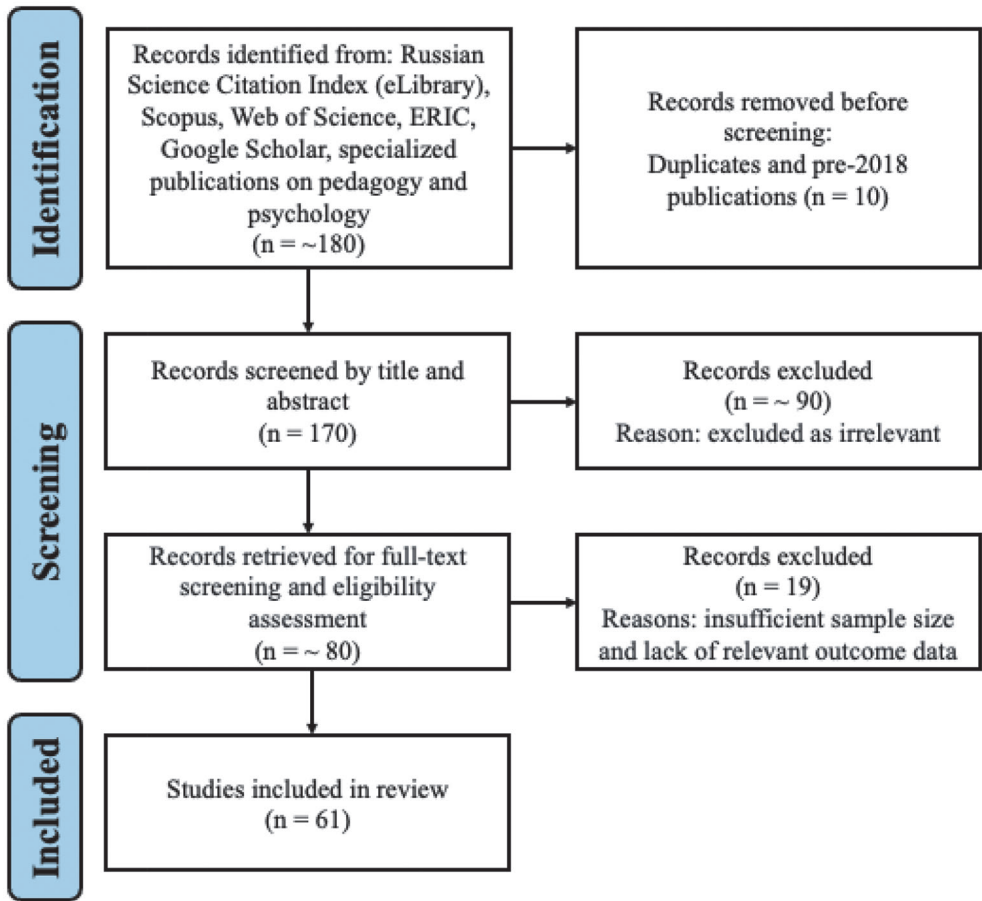 Identification
Records identified from: Russian
Science Citation Index (eLibrary),
Scopus, Web of Science, ERIC,
Google Scholar, specialized
publications on pedagogy and
psychology
(n = ~180)
Records removed before
screening:
Duplicates and pre-2018
publications (n = 10)
Screening
Records screened by title and
abstract
(n = 170)
Records excluded
(n = ~ 90)
Reason: excluded as irrelevant
Records retrieved for full-text
screening and eligibility
assessment
(n = ~ 80)
Records excluded
(n = 19)
Reasons: insufficient sample size
and lack of relevant outcome data
Included
Studies included in review
(n = 61)